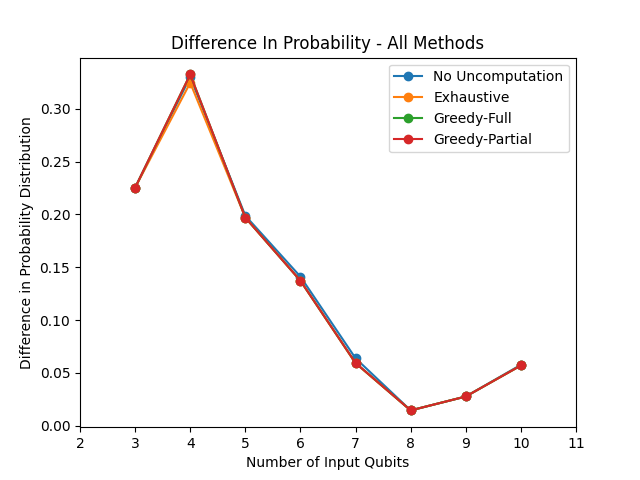 Difference In Probability - All Methods
No Uncomputation
Exhaustive
Greedy-Full
Greedy-Partial
Difference in Probability Distribution
0.30
0.25
0.20
0.15
0.10
0.05
0.00
2 3 4 5 6 7 8 9 10 11
Number of Input Qubits